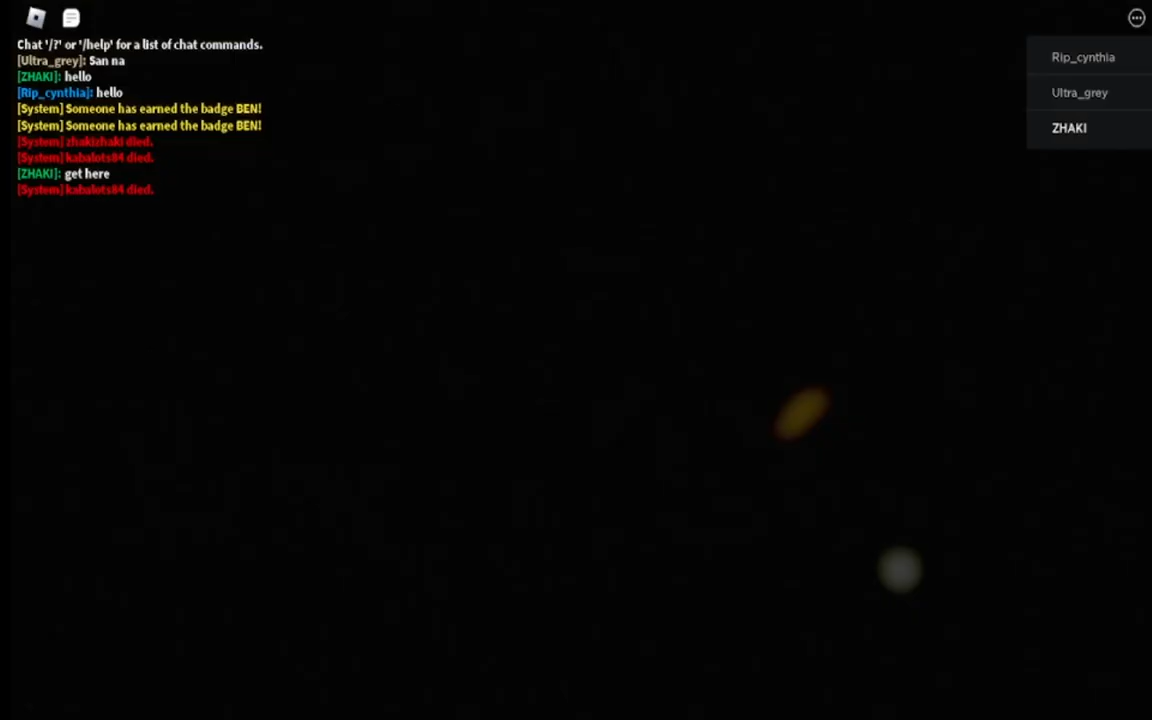 Chat '/?' or '/help' for a list of chat commands.
[Ultra_grey]: San na
[ZHAKI]: hello
[Rip_cynthia]: hello
[System] Someone has earned the badge BEN!
[System] Someone has earned the badge BEN!
[System] zhakizhaki died.
[System] kabalots84 died.
[ZHAKI]: get here
[System] kabalots84 died.
Rip_cynthia
Ultra_grey
ZHAKI